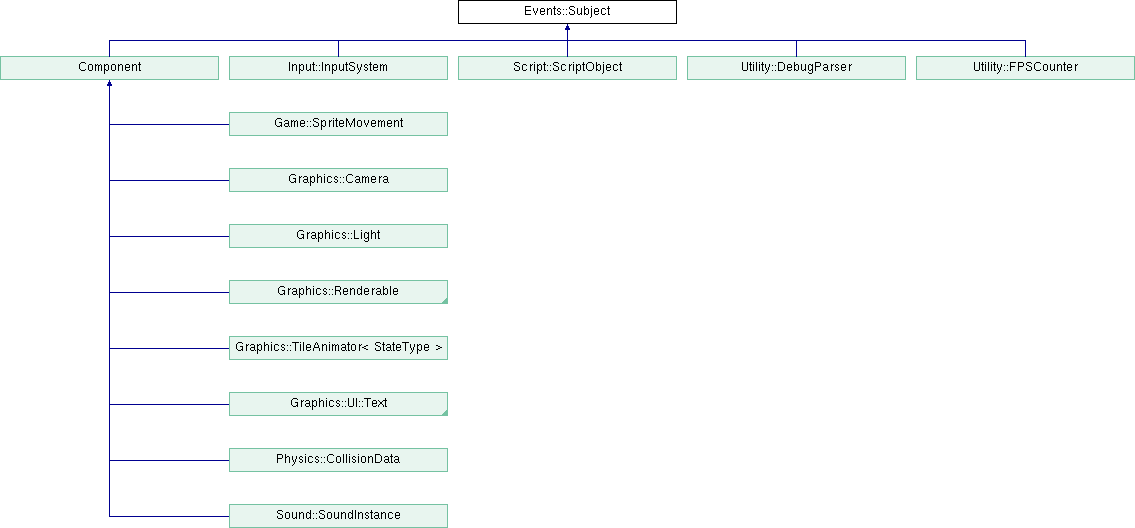 Events::Subject
Component
Input::InputSystem
Script::ScriptObject
Utility::DebugParser
Utility::FPSCounter
Game::SpriteMovement
Graphics::Camera
Graphics::Light
Graphics::Renderable
Graphics::TileAnimator< StateType >
Graphics::UI::Text
Physics::CollisionData
Sound::SoundInstance